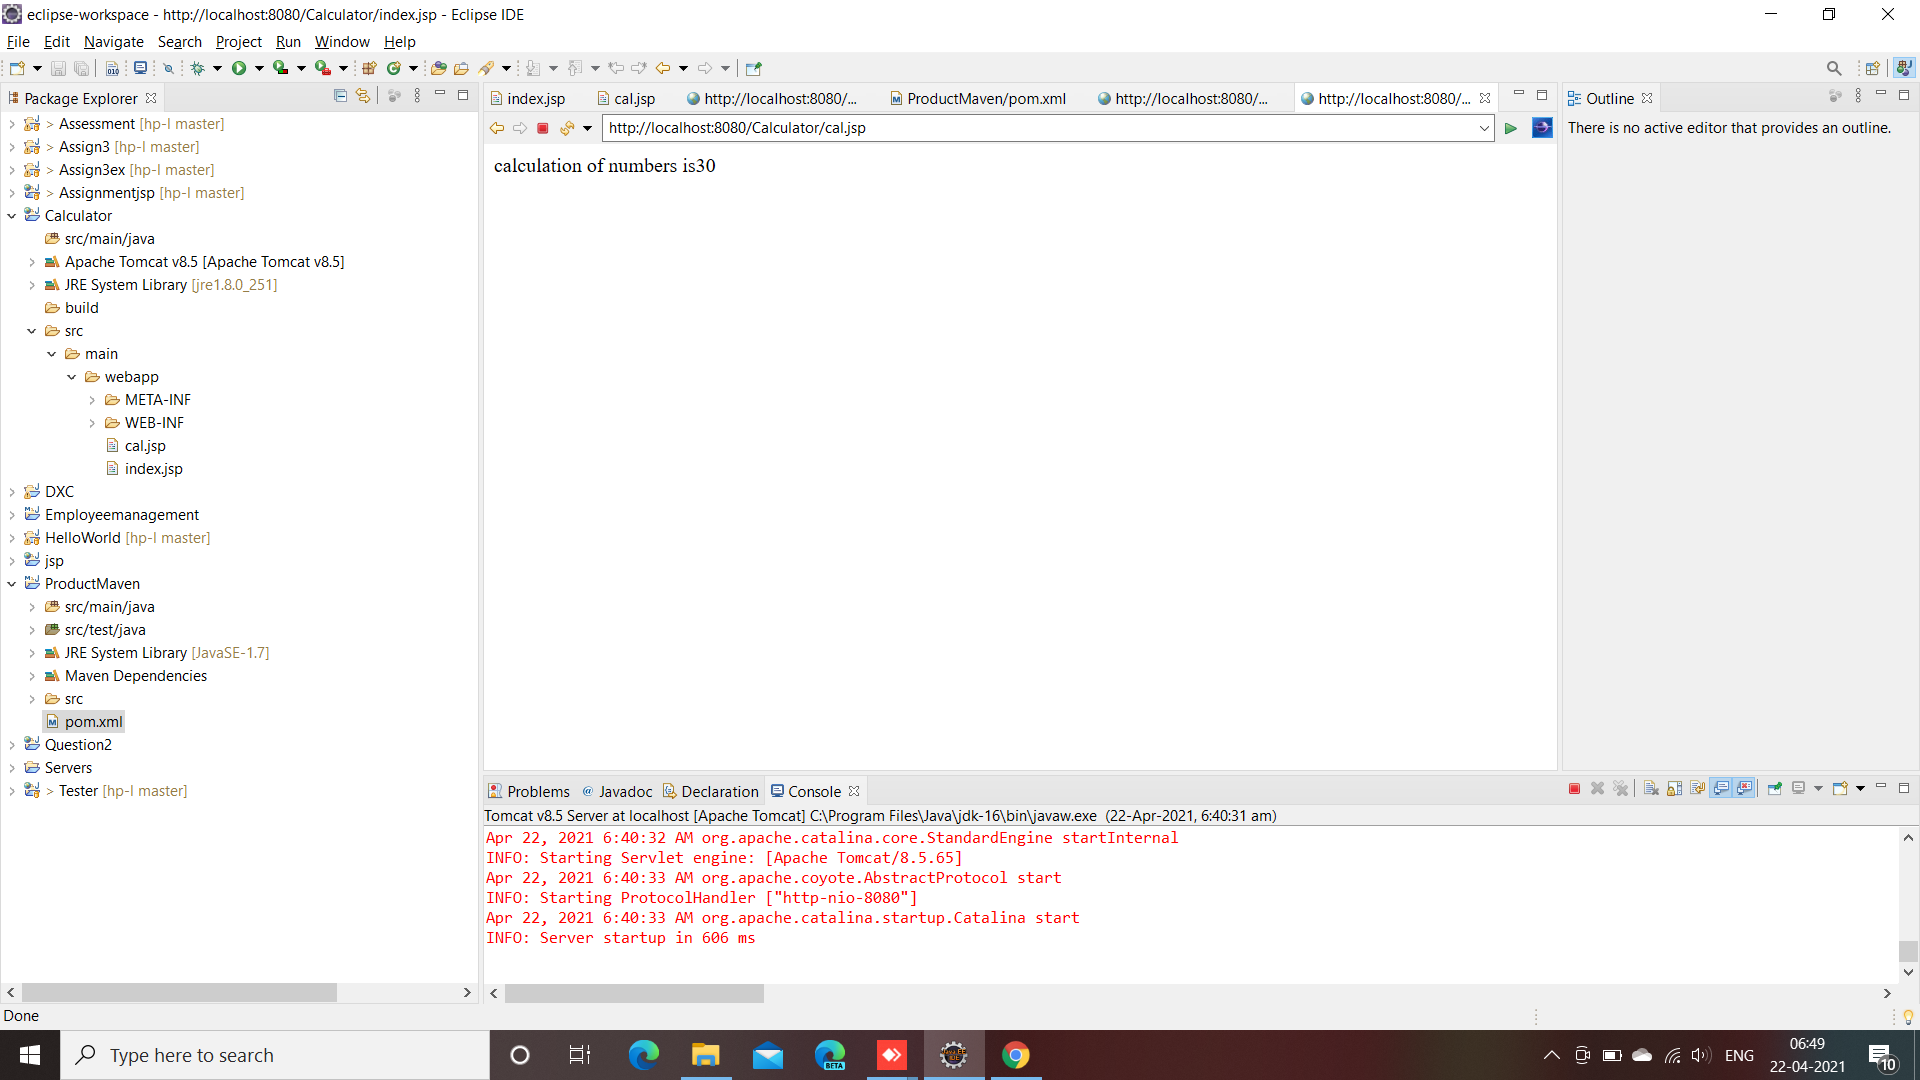 eclipse-workspace - http://localhost:8080/Calculator/index.jsp - Eclipse IDE
File Edit Navigate Search Project Run Window Help
Package Explorer
> Assessment [hp-l master]
> Assign3 [hp-l master]
> Assign3ex [hp-l master]
> Assignmentjsp [hp-l master]
Calculator
src/main/java
Apache Tomcat v8.5 [Apache Tomcat v8.5]
JRE System Library [jre1.8.0_251]
build
src
main
webapp
META-INF
WEB-INF
cal.jsp
index.jsp
DXC
Employeemanagement
HelloWorld [hp-l master]
jsp
ProductMaven
src/main/java
src/test/java
JRE System Library [JavaSE-1.7]
Maven Dependencies
src
pom.xml
Question2
Servers
> Tester [hp-l master]
index.jsp cal.jsp http://localhost:8080/... ProductMaven/pom.xml http://localhost:8080/... http://localhost:8080/...
http://localhost:8080/Calculator/cal.jsp
calculation of numbers is30
Outline
There is no active editor that provides an outline.
Problems @ Javadoc Declaration Console
Tomcat v8.5 Server at localhost [Apache Tomcat] C:\Program Files\Java\jdk-16\bin\javaw.exe (22-Apr-2021, 6:40:31 am)
Apr 22, 2021 6:40:32 AM org.apache.catalina.core.StandardEngine startInternal
INFO: Starting Servlet engine: [Apache Tomcat/8.5.65]
Apr 22, 2021 6:40:33 AM org.apache.coyote.AbstractProtocol start
INFO: Starting ProtocolHandler ["http-nio-8080"]
Apr 22, 2021 6:40:33 AM org.apache.catalina.startup.Catalina start
INFO: Server startup in 606 ms
Done
Type here to search
BETA
ENG
06:49
22-04-2021
10